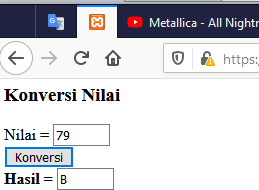 Metallica - All Nightm
https:
Konversi Nilai
Nilai = 79
Konversi
Hasil = B